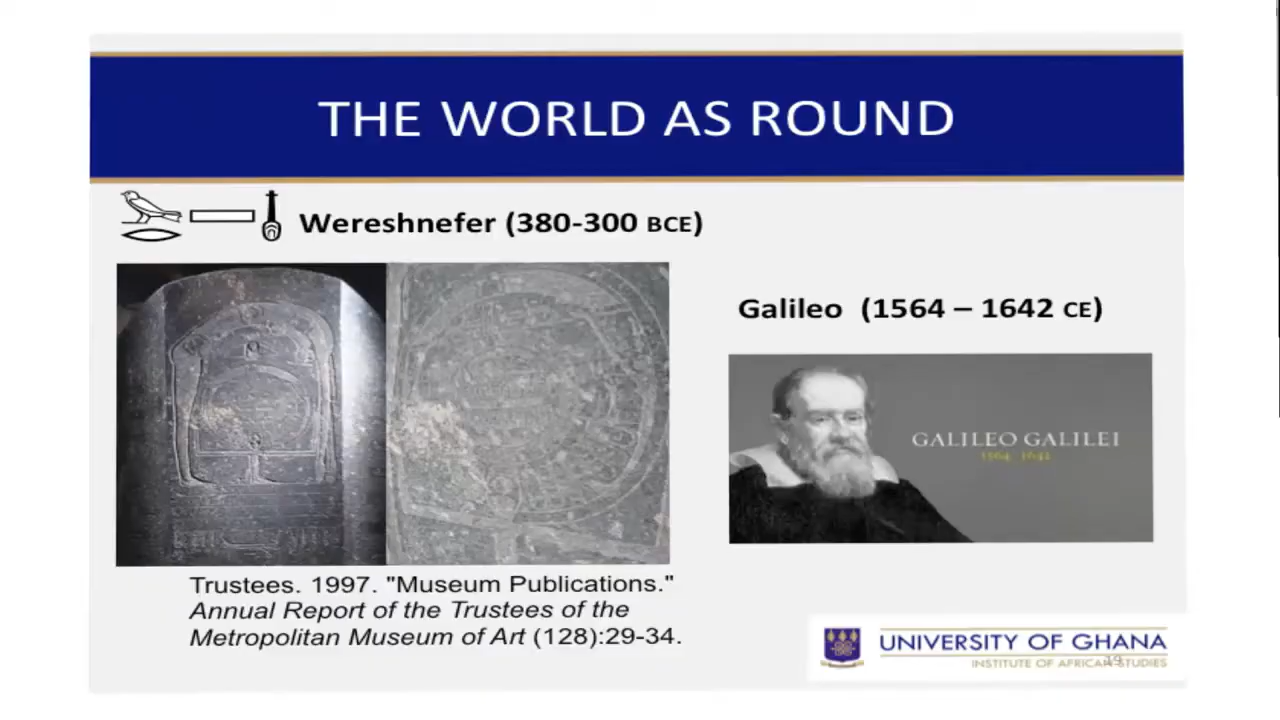 THE WORLD AS ROUND
𓅨𓂋𓈙𓄤 Wereshnefer (380-300 BCE)
Galileo (1564 – 1642 CE)
GALILEO GALILEI
1564 1642
Trustees. 1997. "Museum Publications."
Annual Report of the Trustees of the
Metropolitan Museum of Art (128):29-34.
UNIVERSITY OF GHANA
INSTITUTE OF AFRICAN STUDIES
19